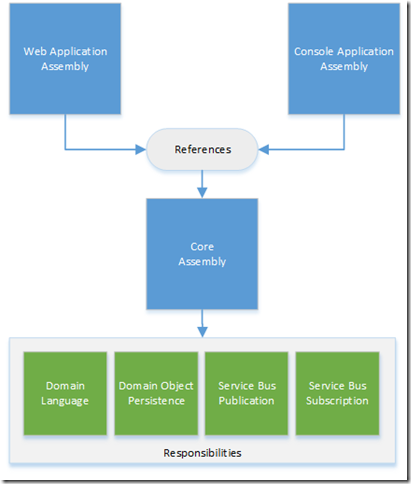 Web Application
Assembly
Console Application
Assembly
References
Core
Assembly
Domain
Language
Domain Object
Persistence
Service Bus
Publication
Service Bus
Subscription
Responsibilities